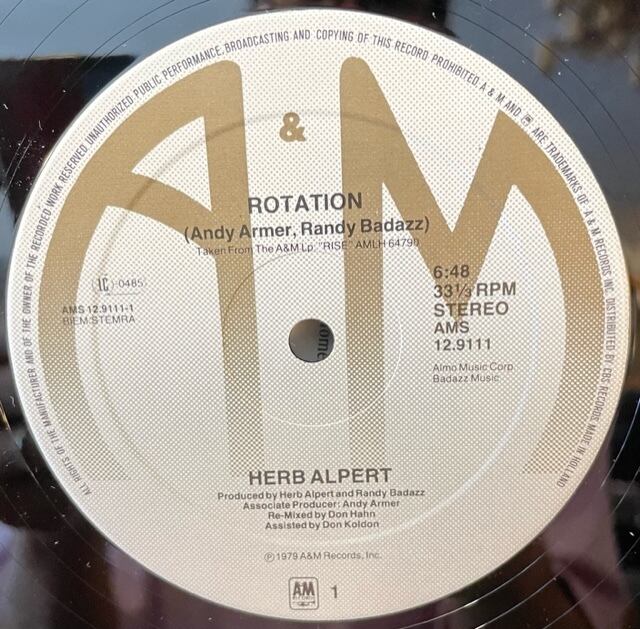 ALL RIGHTS OF THE MANUFACTURER AND OF THE OWNER OF THE RECORDED WORK RESERVED UNAUTHORIZED PUBLIC PERFORMANCE, BROADCASTING AND COPYING OF THIS RECORD PROHIBITED A & M AND ARE TRADEMARKS OF A & M RECORDS INC. DISTRIBUTED BY CBS RECORDS MADE IN HOLLAND
A & M
ROTATION
(Andy Armer, Randy Badazz)
Taken From The A&M Lp. "RISE" AMLH 64790
1C)-0485
AMS 12.9111-1
BIEM.STEMRA
6:48
33⅓ RPM
STEREO
AMS
12.9111
Almo Music Corp.
Badazz Music
HERB ALPERT
Produced by Herb Alpert and Randy Badazz
Associate Producer: Andy Armer
Re-Mixed by Don Hahn
Assisted by Don Koldon
℗ 1979 A&M Records, Inc.
AM
1